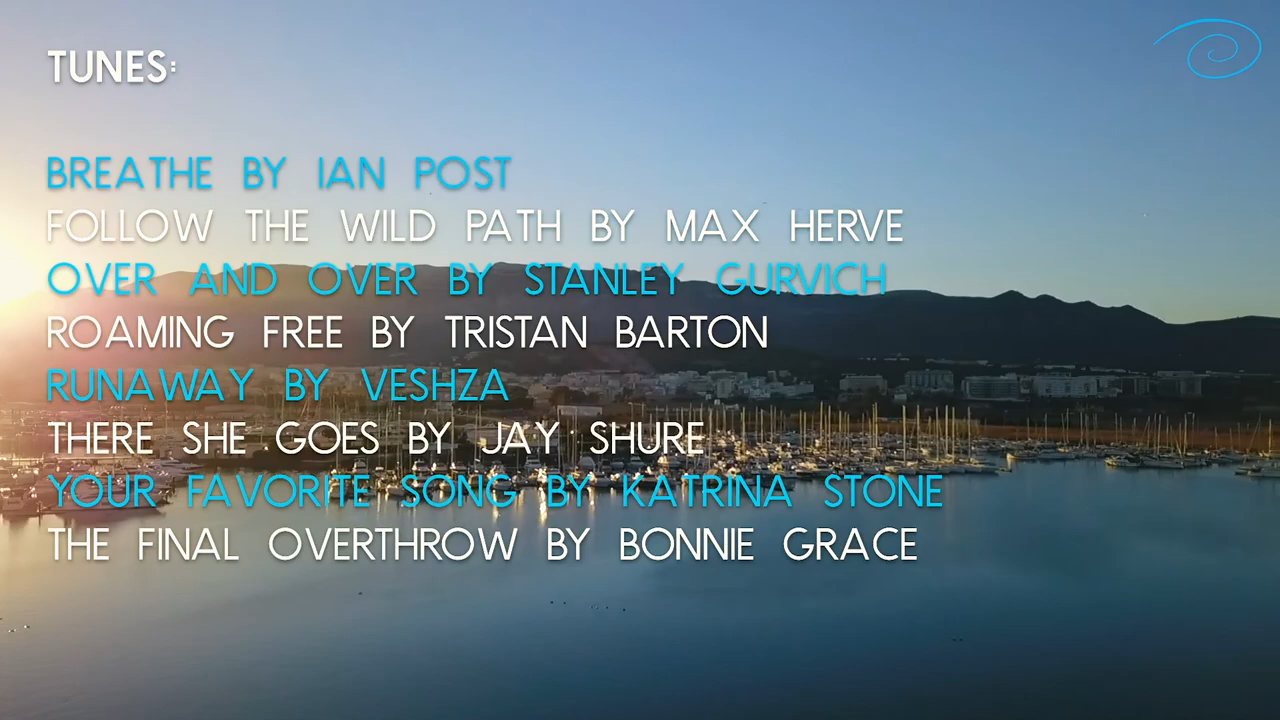 TUNES:
BREATHE BY IAN POST
FOLLOW THE WILD PATH BY MAX HERVE
OVER AND OVER BY STANLEY GURVICH
ROAMING FREE BY TRISTAN BARTON
RUNAWAY BY VESHZA
THERE SHE GOES BY JAY SHURE
YOUR FAVORITE SONG BY KATRINA STONE
THE FINAL OVERTHROW BY BONNIE GRACE